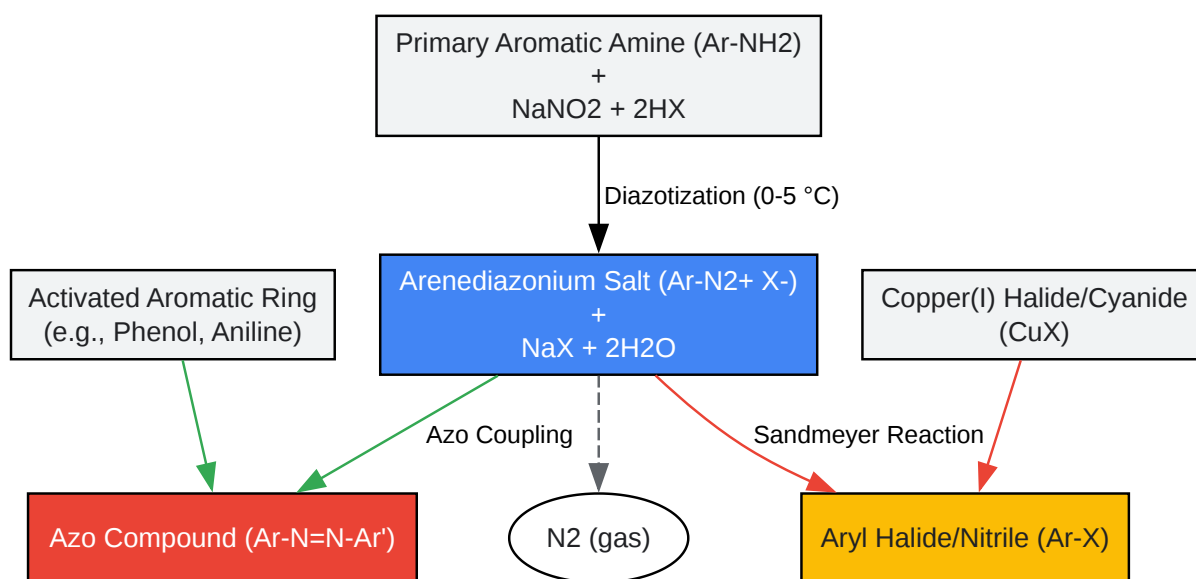 Primary Aromatic Amine (Ar-NH2)
+
NaNO2 + 2HX
Diazotization (0-5 °C)
Activated Aromatic Ring
(e.g., Phenol, Aniline)
Arenediazonium Salt (Ar-N2+ X-)
+
NaX + 2H2O
Copper(I) Halide/Cyanide
(CuX)
Azo Coupling
Sandmeyer Reaction
Azo Compound (Ar-N=N-Ar')
N2 (gas)
Aryl Halide/Nitrile (Ar-X)